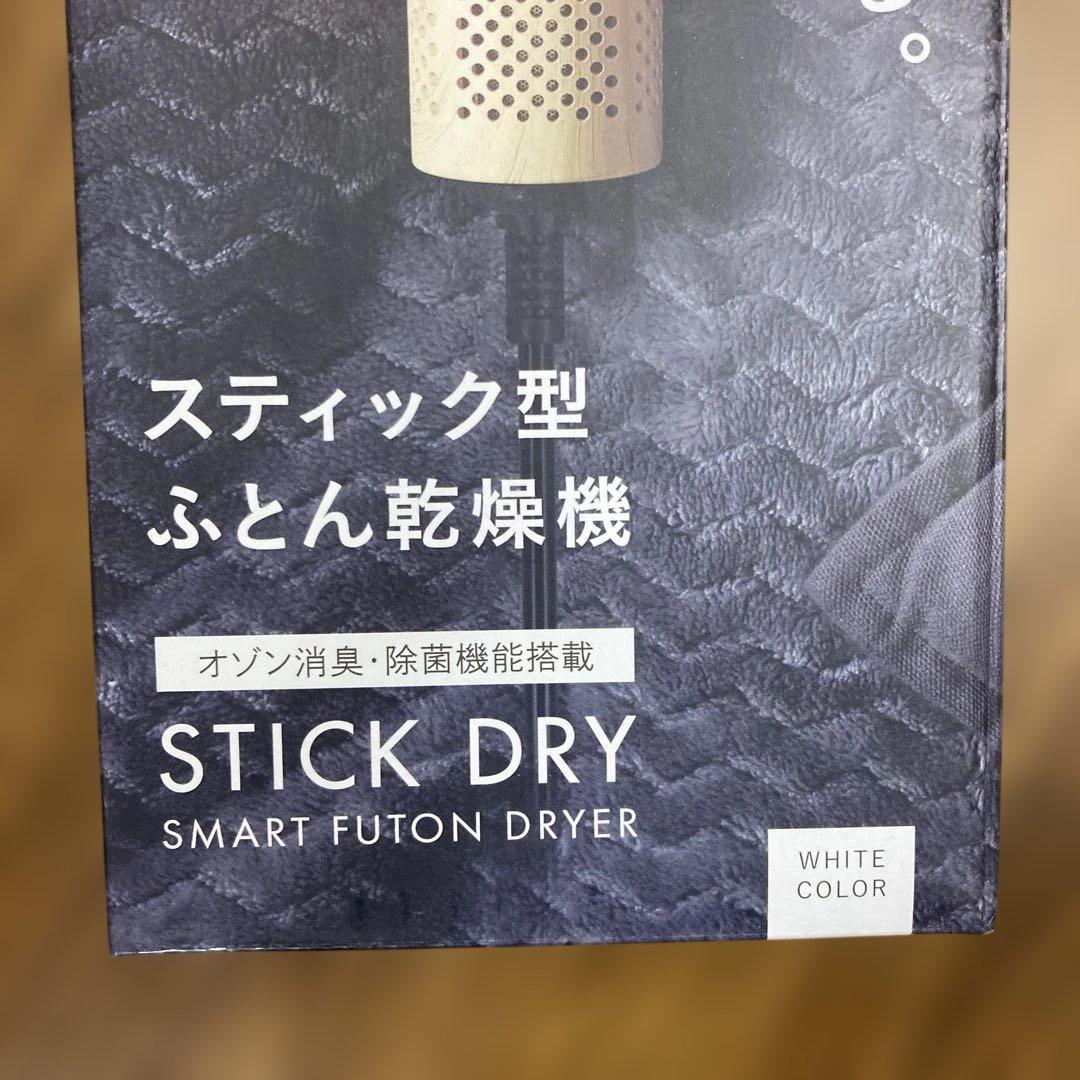 。
スティック型
ふとん乾燥機
オゾン消臭・除菌機能搭載
STICK DRY
SMART FUTON DRYER
WHITE
COLOR